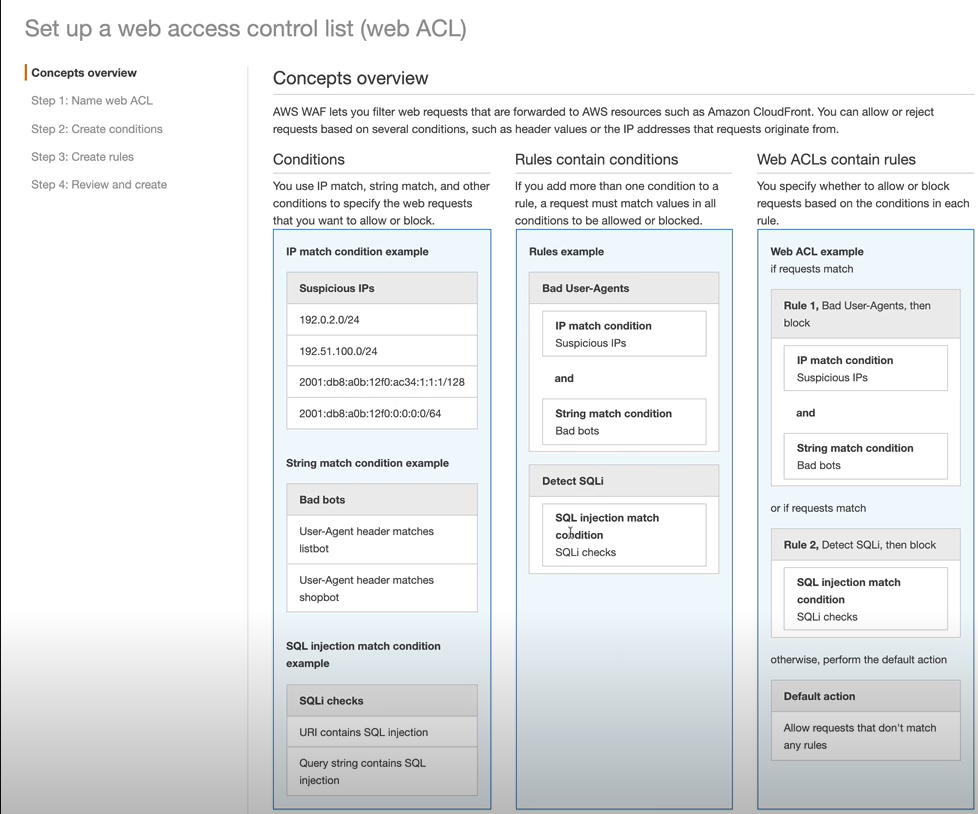 Set up a web access control list (web ACL)
Concepts overview
Step 1: Name web ACL
Step 2: Create conditions
Step 3: Create rules
Step 4: Review and create
Concepts overview
AWS WAF lets you filter web requests that are forwarded to AWS resources such as Amazon CloudFront. You can allow or reject
requests based on several conditions, such as header values or the IP addresses that requests originate from.
Conditions
You use IP match, string match, and other
conditions to specify the web requests
that you want to allow or block.
IP match condition example
Suspicious IPs
192.0.2.0/24
192.51.100.0/24
2001:db8:a0b:12f0:ac34:1:1:1/128
2001:db8:a0b:12f0:0:0:0:0/64
String match condition example
Bad bots
User-Agent header matches
listbot
User-Agent header matches
shopbot
SQL injection match condition
example
SQLi checks
URI contains SQL injection
Query string contains SQL
injection
Rules contain conditions
If you add more than one condition to a
rule, a request must match values in all
conditions to be allowed or blocked.
Rules example
Bad User-Agents
IP match condition
Suspicious IPs
and
String match condition
Bad bots
Detect SQLi
SQL injection match
condition
SQLi checks
Web ACLs contain rules
You specify whether to allow or block
requests based on the conditions in each
rule.
Web ACL example
if requests match
Rule 1, Bad User-Agents, then
block
IP match condition
Suspicious IPs
and
String match condition
Bad bots
or if requests match
Rule 2, Detect SQLi, then block
SQL injection match
condition
SQLi checks
otherwise, perform the default action
Default action
Allow requests that don't match
any rules